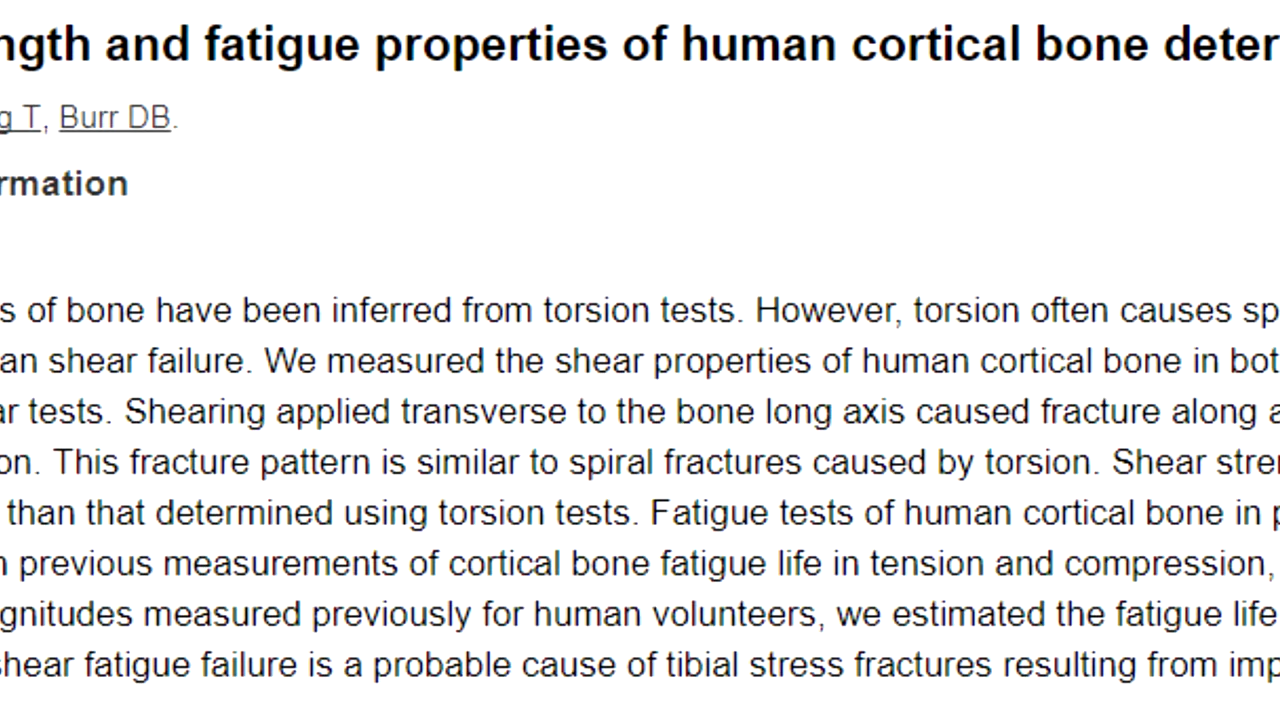 ngth and fatigue properties of human cortical bone deter
g T, Burr DB.
rmation
s of bone have been inferred from torsion tests. However, torsion often causes sp
an shear failure. We measured the shear properties of human cortical bone in bot
ar tests. Shearing applied transverse to the bone long axis caused fracture along a
on. This fracture pattern is similar to spiral fractures caused by torsion. Shear stren
than that determined using torsion tests. Fatigue tests of human cortical bone in p
n previous measurements of cortical bone fatigue life in tension and compression,
gnitudes measured previously for human volunteers, we estimated the fatigue life
shear fatigue failure is a probable cause of tibial stress fractures resulting from imp